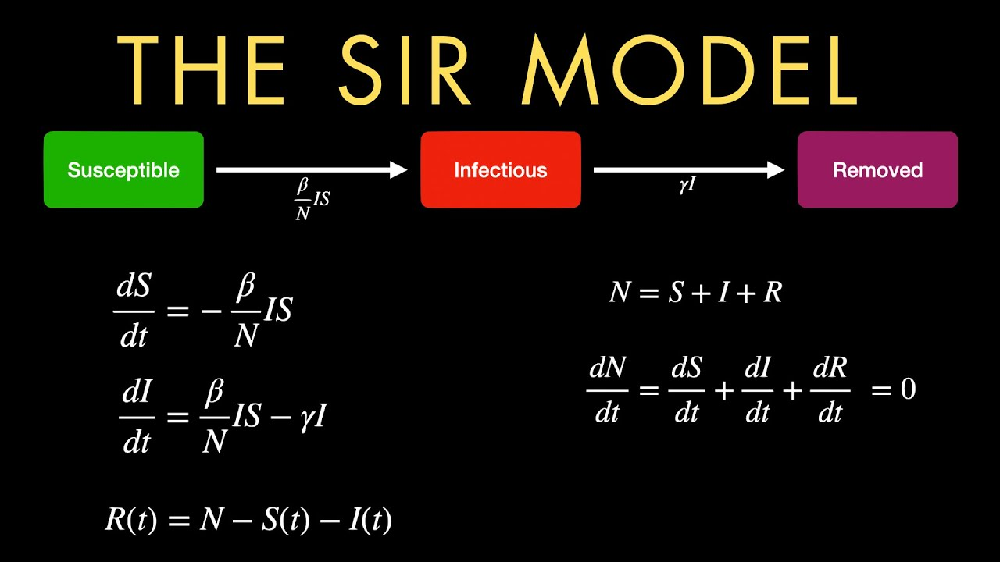 THE SIR MODEL
Susceptible
β/N IS
Infectious
γI
Removed
dS/dt = − β/N IS
dI/dt = β/N IS − γI
R(t) = N − S(t) − I(t)
N = S + I + R
dN/dt = dS/dt + dI/dt + dR/dt = 0